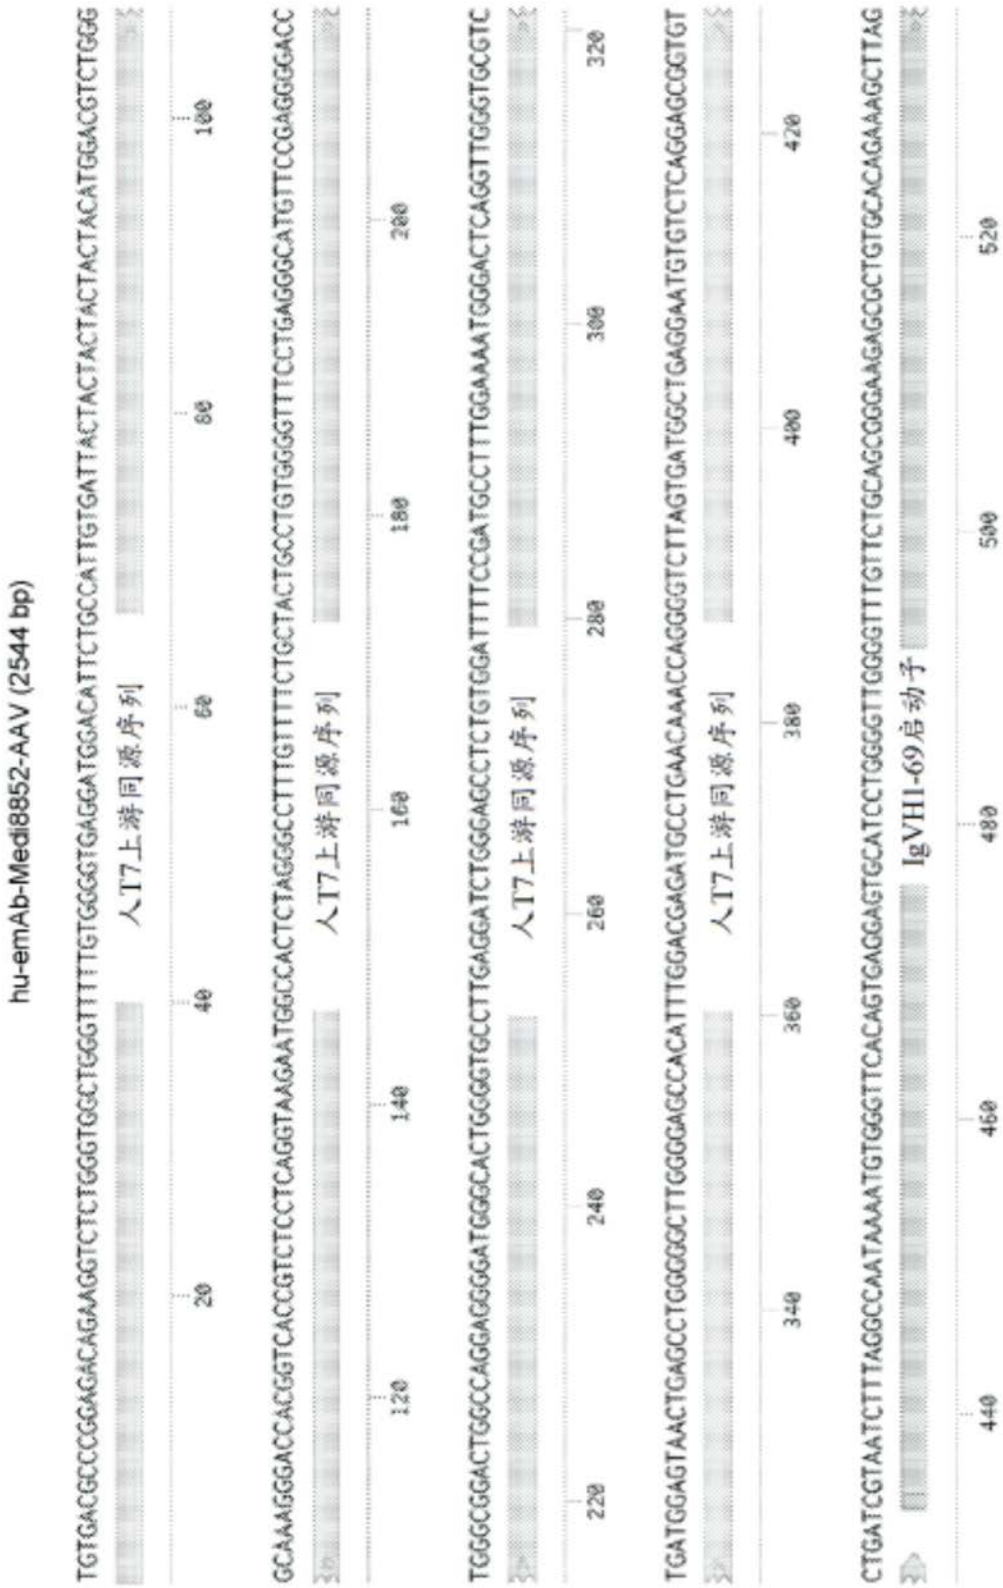 hu-emAb-Medi8852-AAV (2544 bp)
TGTGACGCCCGGAGACAGAAGGTCTCTGGGTGGCTGGGTTTTTGTGGGGTGAGGATGGACATTCTGCCATTGTGATTACTACTACTACTACTACATGGACGTCTGGG
人T7上游同源序列
20 40 60 80 100
GCAAAGGGACCACGGTCACCGTCTCCTCAGGTAAGAATGGCCACTCTAGGGCCTTTGTTTTCTGCTACTGCCTGTGGGGTTTCCTGAGGGCATGTTCCGAGGGGACC
人T7上游同源序列
120 140 160 180 200
TGGGCGGACTGGCCAGGAGGGGATGGGCACTGGGGTGCCTTGAGGATCTGGGAGCCTCTGTGGATTTTCCGATGCCTTTGGAAAATGGGACTCAGGTTGGGTGCGTC
人T7上游同源序列
220 240 260 280 300 320
TGATGGAGTAACTGAGCCTGGGGGCTTGGGGAGCCACATTTGGACGAGATGCCTGAACAAACCAGGGGTCTTAGTGATGGCTGAGGAATGTGTCTCAGGAGCGGTGT
人T7上游同源序列
340 360 380 400 420
CTGATCGTAATCTTTTAGGCCAATAAAATGTGGGTTCACAGTGAGGAGTGCATCCTGGGGTTGGGGTTTGTTCTGCAGCGGGAAGAGCGCTGTGCACAGAAAGCTTAG
IgVH1-69启动子
440 460 480 500 520